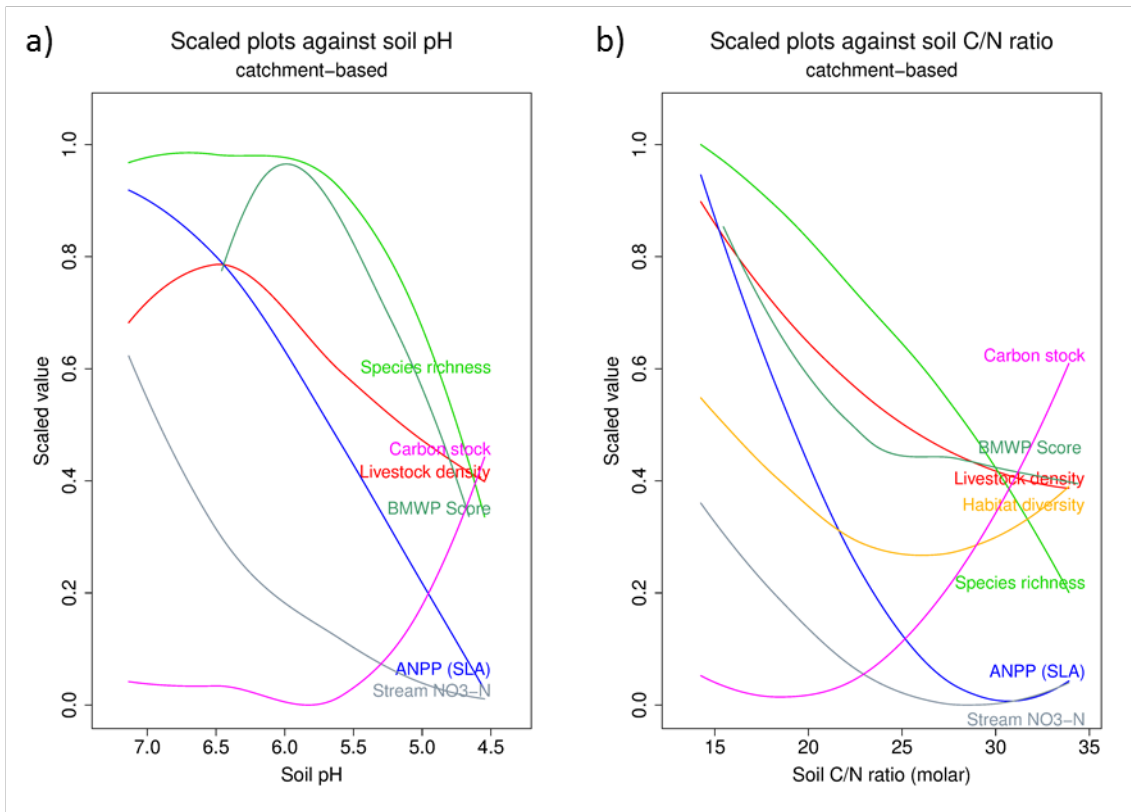 a)
Scaled plots against soil pH
catchment−based
Scaled value
1.0
0.8
0.6
0.4
0.2
0.0
Species richness
Carbon stock
Livestock density
BMWP Score
ANPP (SLA)
Stream NO3−N
7.0 6.5 6.0 5.5 5.0 4.5
Soil pH
b)
Scaled plots against soil C/N ratio
catchment−based
Scaled value
1.0
0.8
0.6
0.4
0.2
0.0
Carbon stock
BMWP Score
Livestock density
Habitat diversity
Species richness
ANPP (SLA)
Stream NO3−N
15 20 25 30 35
Soil C/N ratio (molar)